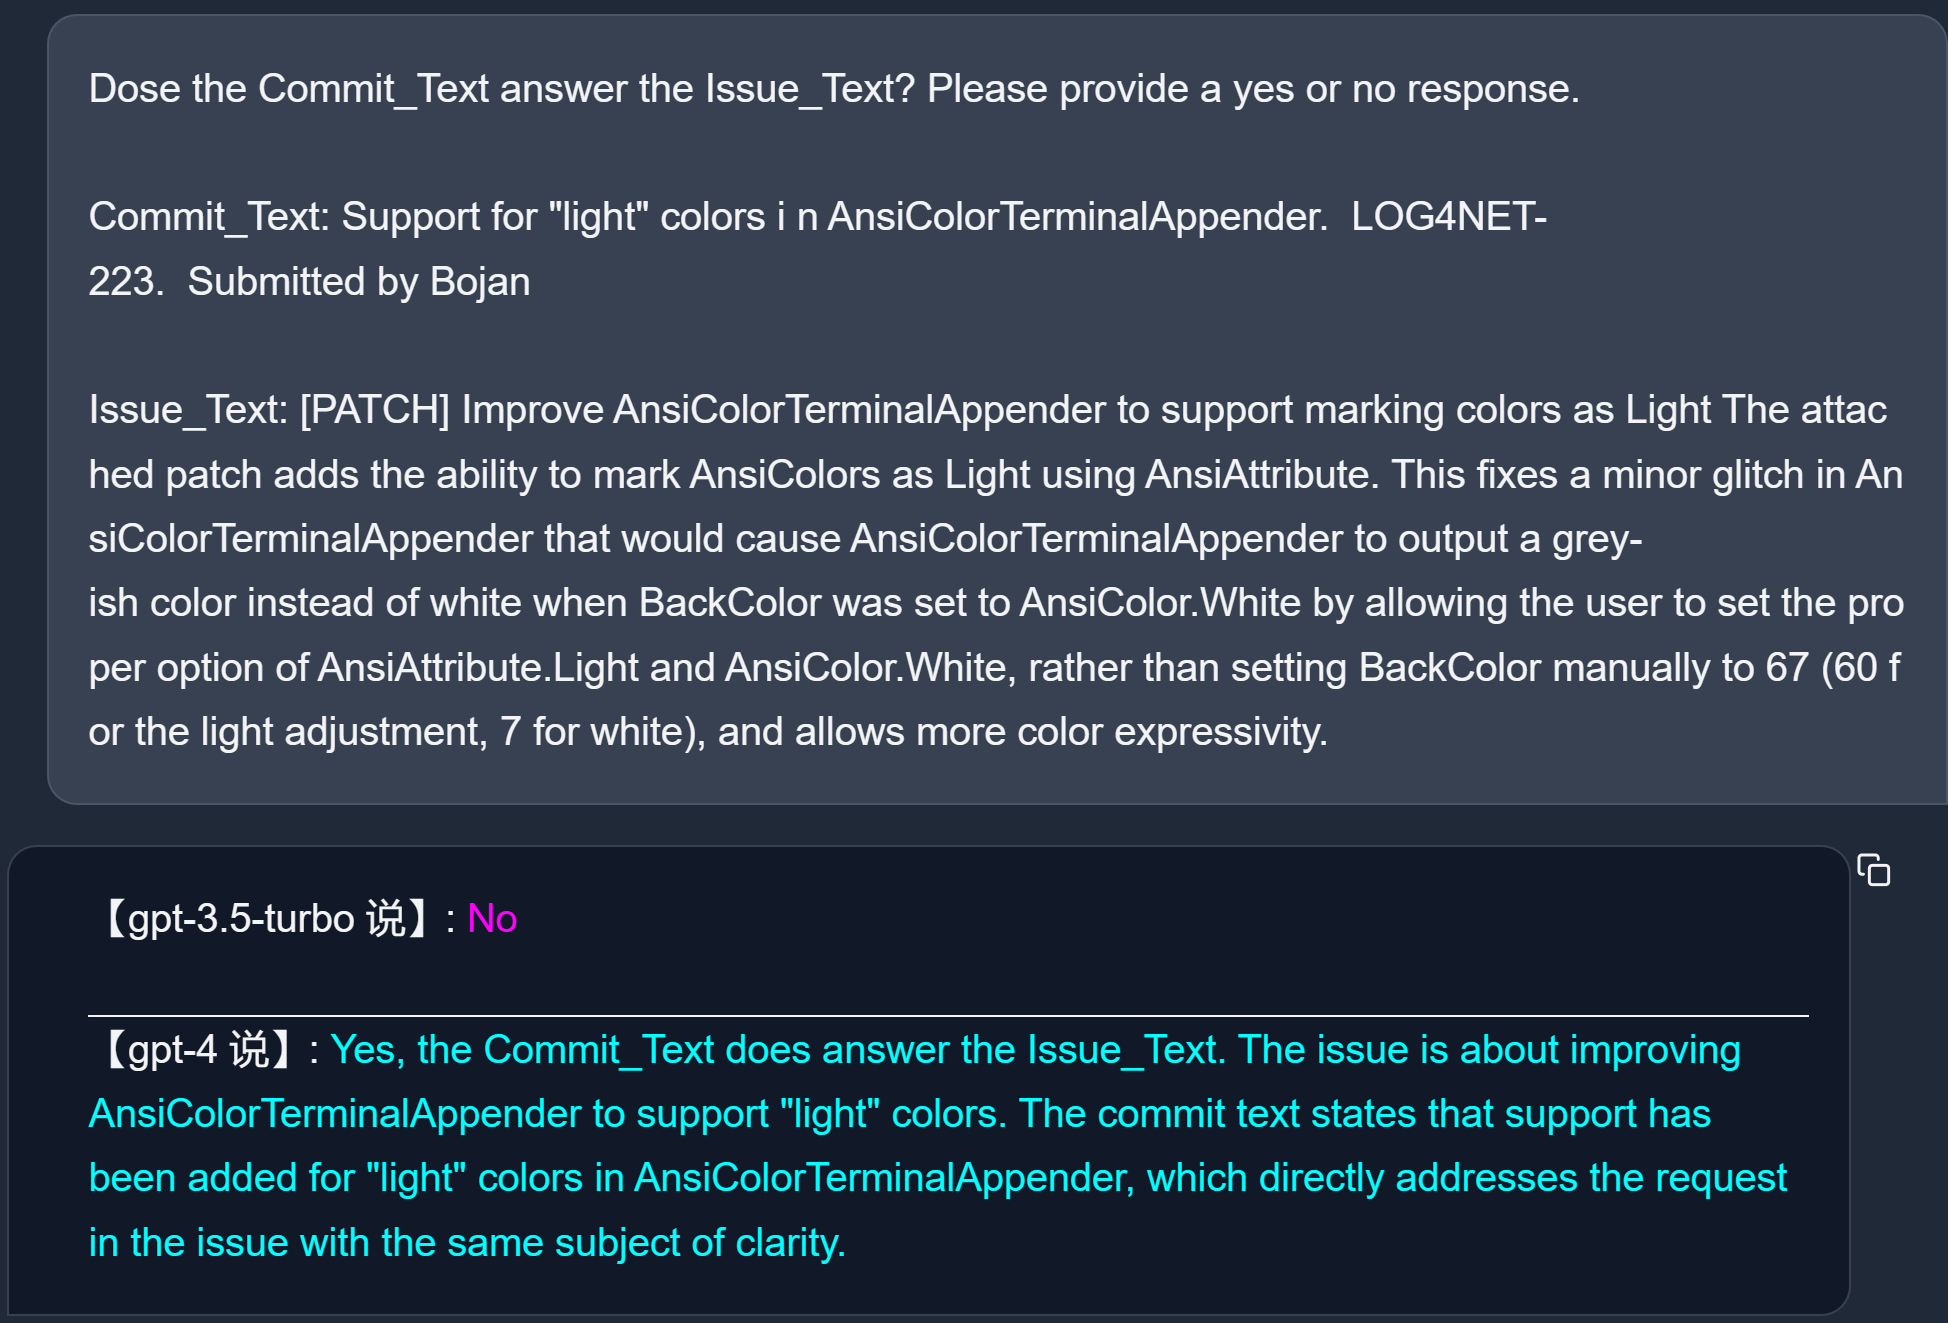 Dose the Commit_Text answer the Issue_Text? Please provide a yes or no response.
Commit_Text: Support for "light" colors i n AnsiColorTerminalAppender.  LOG4NET-
223.  Submitted by Bojan
Issue_Text: [PATCH] Improve AnsiColorTerminalAppender to support marking colors as Light The attac
hed patch adds the ability to mark AnsiColors as Light using AnsiAttribute. This fixes a minor glitch in An
siColorTerminalAppender that would cause AnsiColorTerminalAppender to output a grey-
ish color instead of white when BackColor was set to AnsiColor.White by allowing the user to set the pro
per option of AnsiAttribute.Light and AnsiColor.White, rather than setting BackColor manually to 67 (60 f
or the light adjustment, 7 for white), and allows more color expressivity.
【gpt-3.5-turbo 说】: No
【gpt-4 说】: Yes, the Commit_Text does answer the Issue_Text. The issue is about improving
AnsiColorTerminalAppender to support "light" colors. The commit text states that support has
been added for "light" colors in AnsiColorTerminalAppender, which directly addresses the request
in the issue with the same subject of clarity.